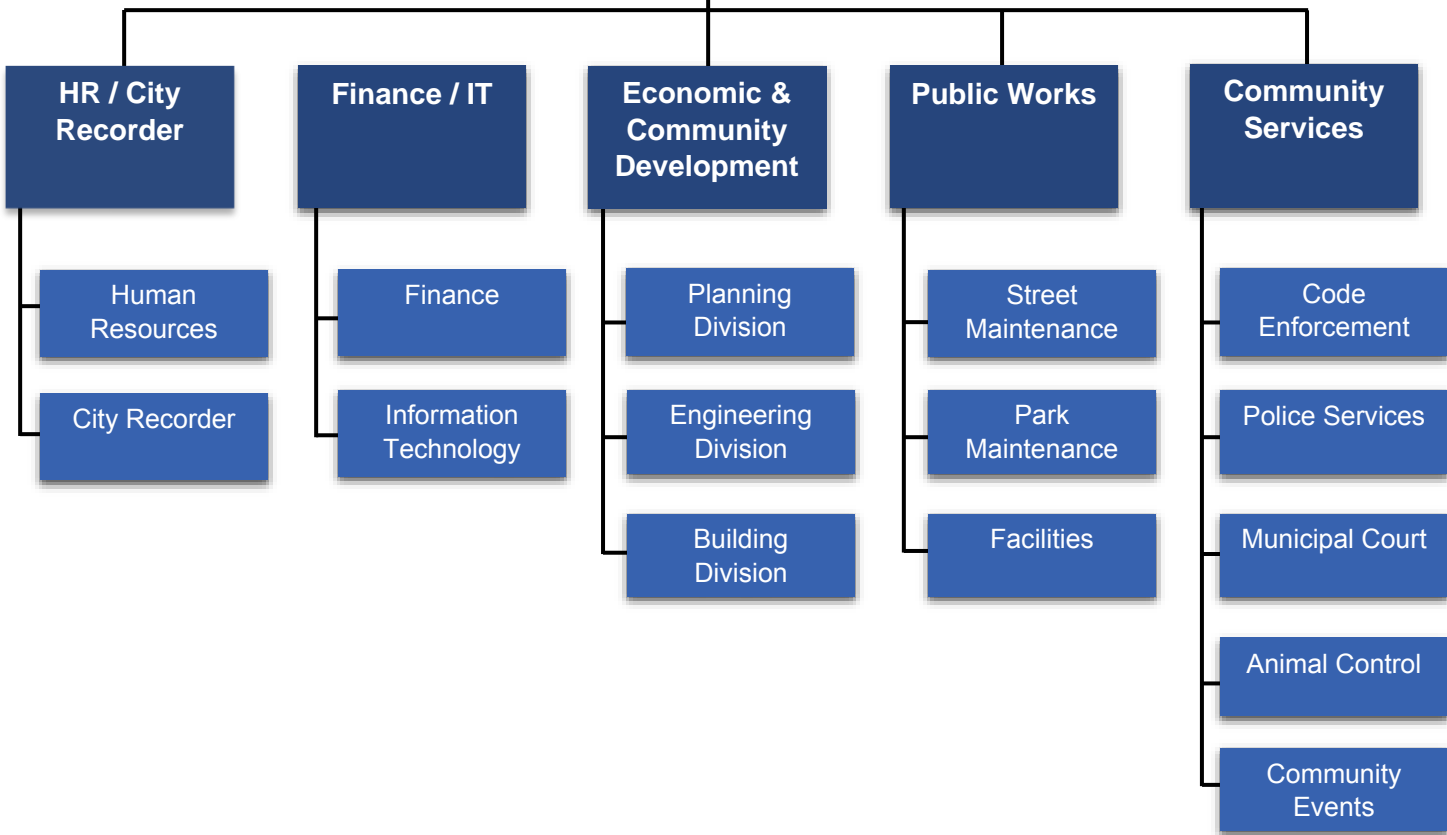 HR / City
Recorder
Human
Resources
City Recorder
Finance / IT
Finance
Information
Technology
Economic &
Community
Development
Planning
Division
Engineering
Division
Building
Division
Public Works
Street
Maintenance
Park
Maintenance
Facilities
Community
Services
Code
Enforcement
Police Services
Municipal Court
Animal Control
Community
Events